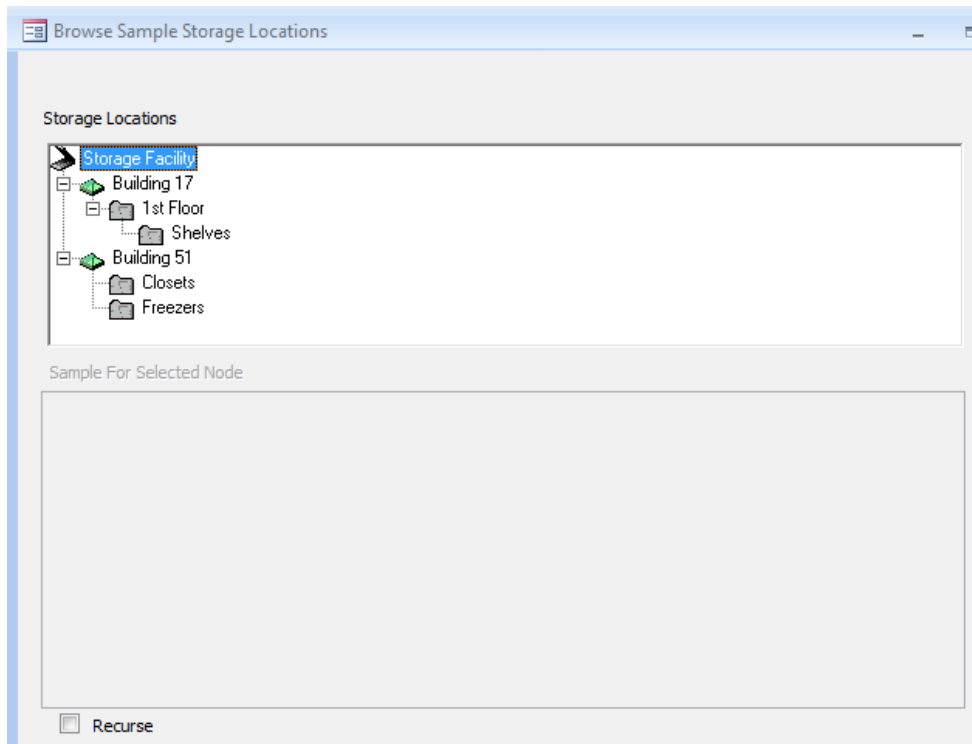 Browse Sample Storage Locations
Storage Locations
Storage Facility
Building 17
1st Floor
Shelves
Building 51
Closets
Freezers
Sample For Selected Node
Recurse